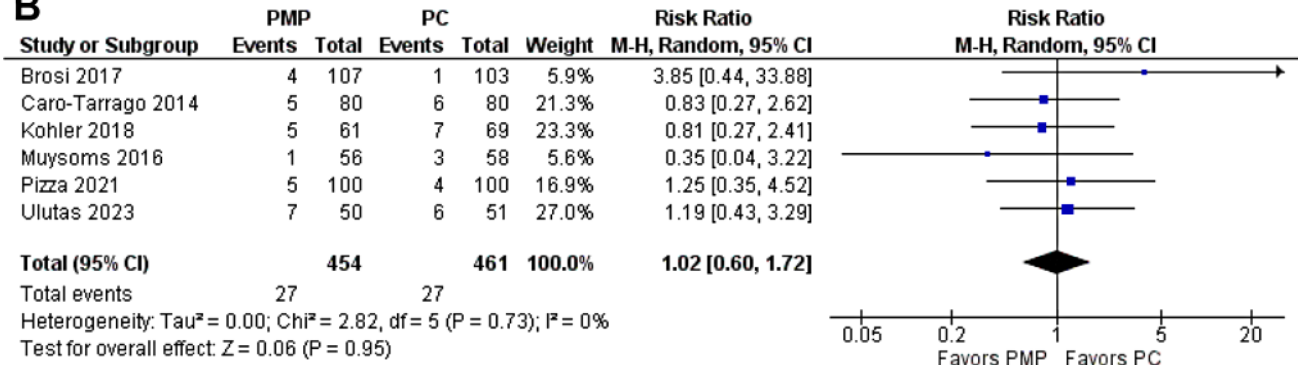 B
PMP PC Risk Ratio Risk Ratio
Study or Subgroup Events Total Events Total Weight M-H, Random, 95% CI M-H, Random, 95% CI
Brosi 2017 4 107 1 103 5.9% 3.85 [0.44, 33.88]
Caro-Tarrago 2014 5 80 6 80 21.3% 0.83 [0.27, 2.62]
Kohler 2018 5 61 7 69 23.3% 0.81 [0.27, 2.41]
Muysoms 2016 1 56 3 58 5.6% 0.35 [0.04, 3.22]
Pizza 2021 5 100 4 100 16.9% 1.25 [0.35, 4.52]
Ulutas 2023 7 50 6 51 27.0% 1.19 [0.43, 3.29]
Total (95% CI) 454 461 100.0% 1.02 [0.60, 1.72]
Total events 27 27
Heterogeneity: Tau² = 0.00; Chi² = 2.82, df = 5 (P = 0.73); I² = 0%
Test for overall effect: Z = 0.06 (P = 0.95)
0.05 0.2 1 5 20
Favors PMP Favors PC